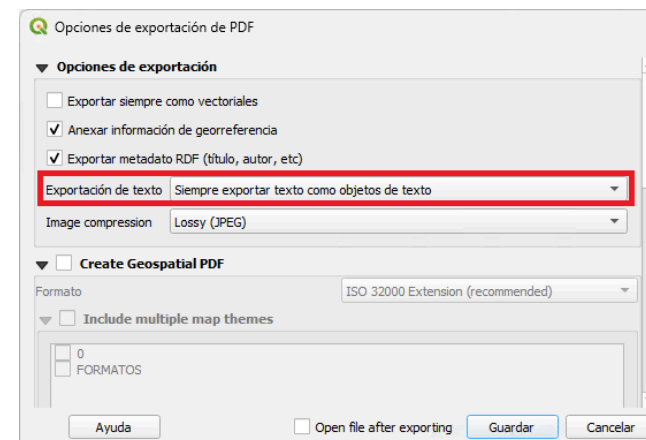 Opciones de exportación de PDF
Opciones de exportación
Exportar siempre como vectoriales
Anexar información de georreferencia
Exportar metadato RDF (título, autor, etc)
Exportación de texto Siempre exportar texto como objetos de texto
Image compression Lossy (JPEG)
Create Geospatial PDF
Formato ISO 32000 Extension (recommended)
Include multiple map themes
0
FORMATOS
Ayuda Open file after exporting Guardar Cancelar